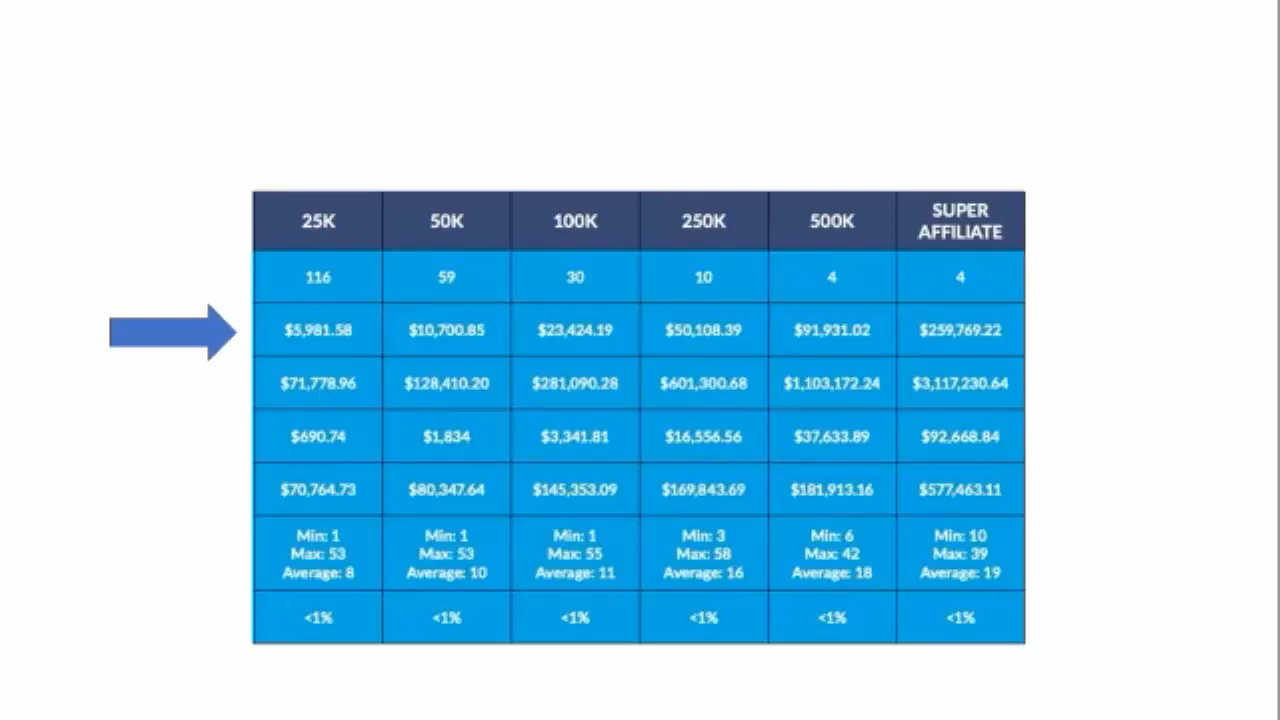 25K 50K 100K 250K 500K SUPER AFFILIATE
116 59 30 10 4 4
$5,981.58 $10,700.85 $23,424.19 $50,108.39 $91,931.02 $259,769.22
$71,778.96 $128,410.20 $281,090.28 $601,300.68 $1,103,172.24 $3,117,230.64
$690.74 $1,834 $3,341.81 $16,556.56 $37,633.89 $92,668.84
$70,764.73 $80,347.64 $145,353.09 $169,843.69 $181,913.16 $577,463.11
Min: 1 Min: 1 Min: 1 Min: 3 Min: 6 Min: 10
Max: 53 Max: 53 Max: 55 Max: 58 Max: 42 Max: 39
Average: 8 Average: 10 Average: 11 Average: 16 Average: 18 Average: 19
<1% <1% <1% <1% <1% <1%